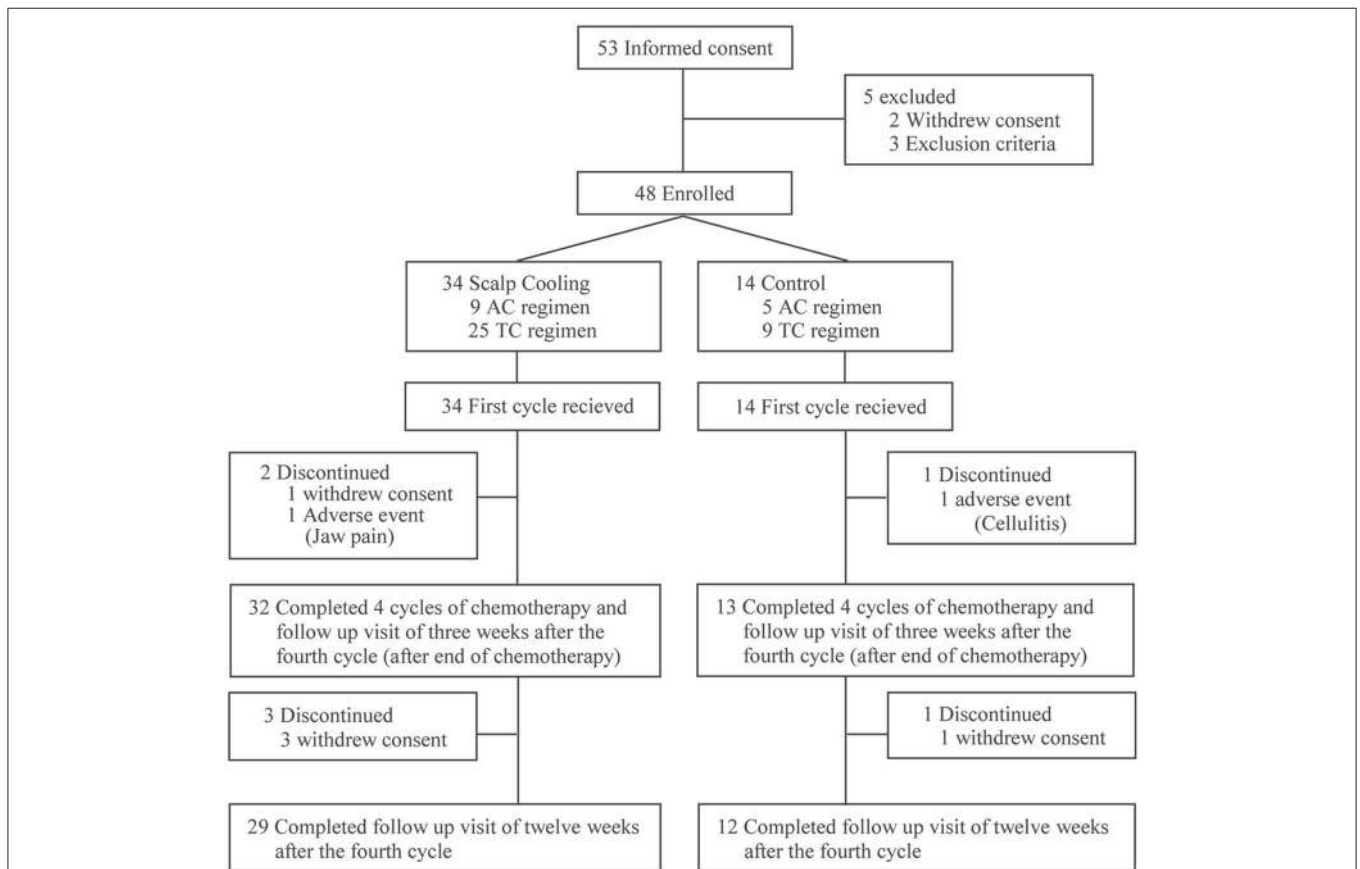 53 Informed consent
5 excluded
2 Withdrew consent
3 Exclusion criteria
48 Enrolled
34 Scalp Cooling
9 AC regimen
25 TC regimen
14 Control
5 AC regimen
9 TC regimen
34 First cycle recieved
14 First cycle recieved
2 Discontinued
1 withdrew consent
1 Adverse event
(Jaw pain)
1 Discontinued
1 adverse event
(Cellulitis)
32 Completed 4 cycles of chemotherapy and
follow up visit of three weeks after the
fourth cycle (after end of chemotherapy)
13 Completed 4 cycles of chemotherapy and
follow up visit of three weeks after the
fourth cycle (after end of chemotherapy)
3 Discontinued
3 withdrew consent
1 Discontinued
1 withdrew consent
29 Completed follow up visit of twelve weeks
after the fourth cycle
12 Completed follow up visit of twelve weeks
after the fourth cycle